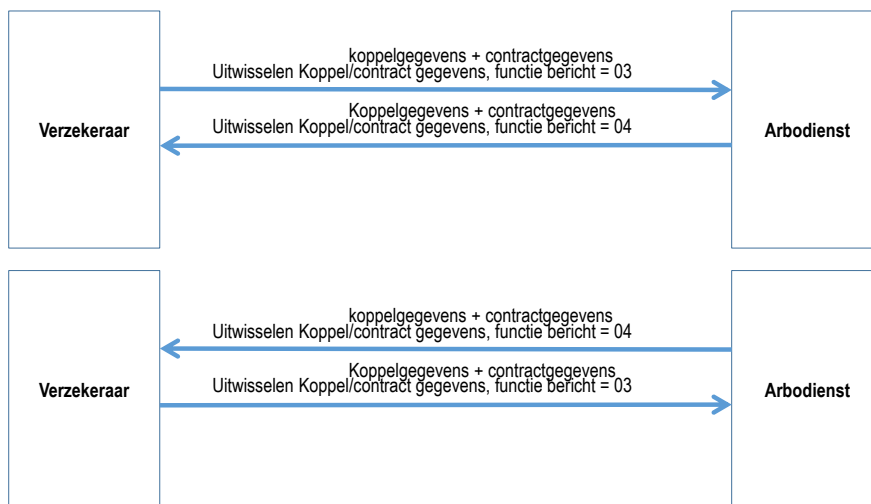 koppelgegevens + contractgegevens
Uitwisselen Koppel/contract gegevens, functie bericht = 03
Koppelgegevens + contractgegevens
Uitwisselen Koppel/contract gegevens, functie bericht = 04
Verzekeraar
Arbodienst
koppelgegevens + contractgegevens
Uitwisselen Koppel/contract gegevens, functie bericht = 04
Koppelgegevens + contractgegevens
Uitwisselen Koppel/contract gegevens, functie bericht = 03
Verzekeraar
Arbodienst